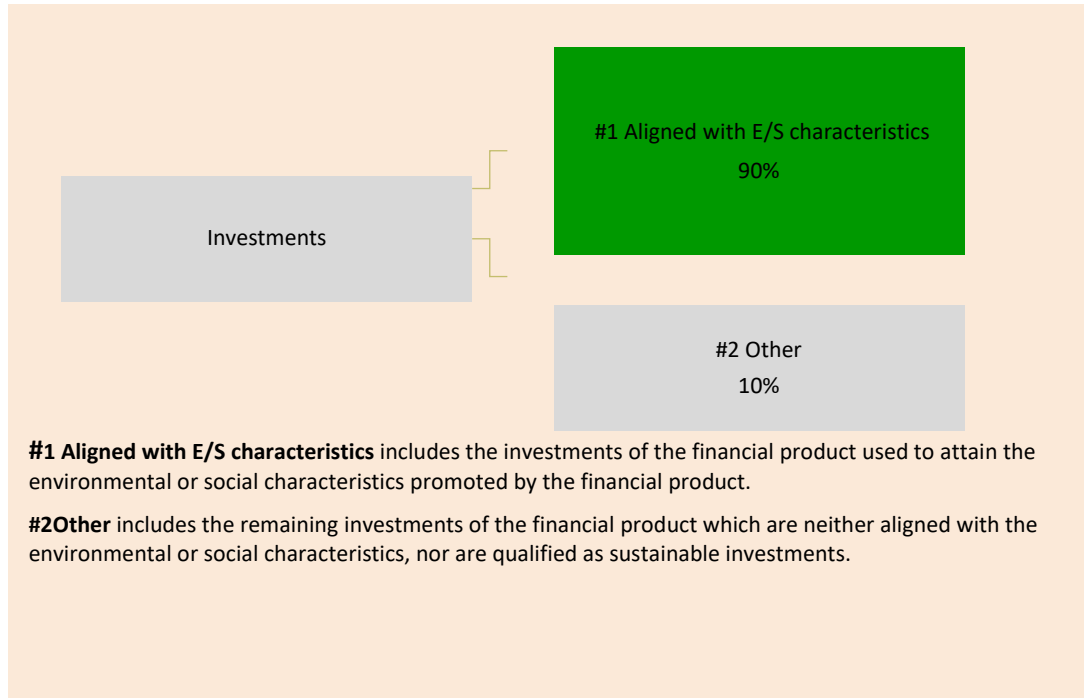 #1 Aligned with E/S characteristics
90%
Investments
#2 Other
10%
#1 Aligned with E/S characteristics includes the investments of the financial product used to attain the
environmental or social characteristics promoted by the financial product.
#2Other includes the remaining investments of the financial product which are neither aligned with the
environmental or social characteristics, nor are qualified as sustainable investments.